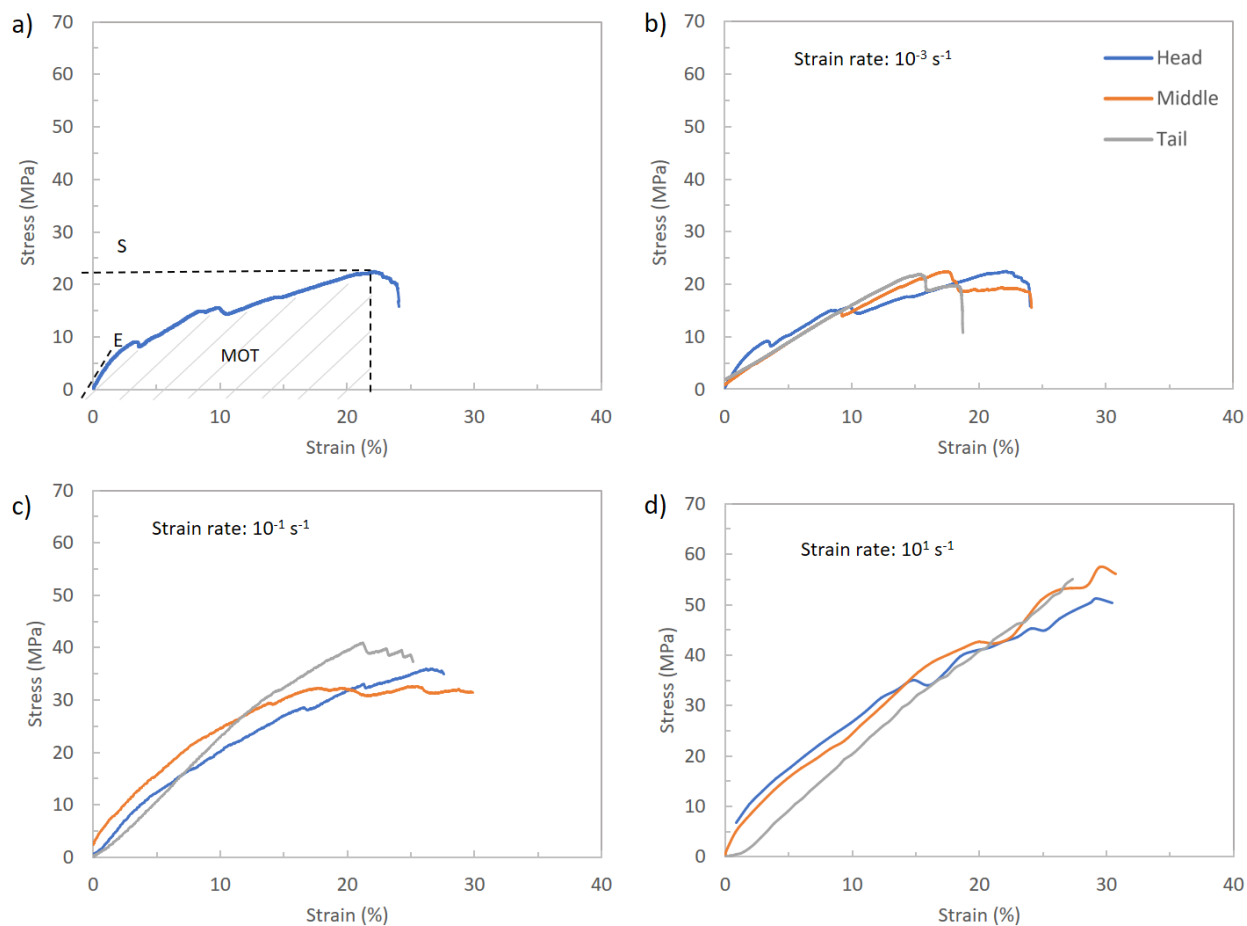 a)
70
60
50
40
30
20
10
0
Stress (MPa)
S
E
MOT
0 10 20 30 40
Strain (%)
b)
70
60
50
40
30
20
10
0
Stress (MPa)
Strain rate: 10⁻³ s⁻¹
Head
Middle
Tail
0 10 20 30 40
Strain (%)
c)
70
60
50
40
30
20
10
0
Stress (MPa)
Strain rate: 10⁻¹ s⁻¹
0 10 20 30 40
Strain (%)
d)
70
60
50
40
30
20
10
0
Stress (MPa)
Strain rate: 10¹ s⁻¹
0 10 20 30 40
Strain (%)